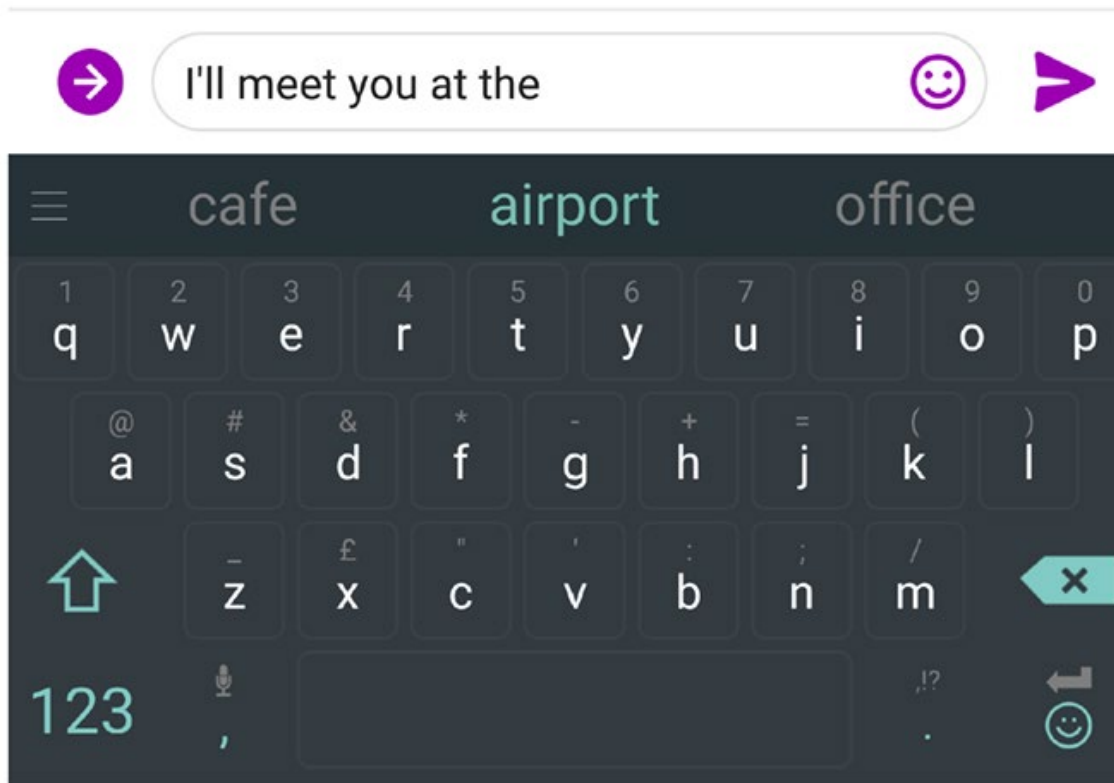 I'll meet you at the
cafe airport office
1 2 3 4 5 6 7 8 9 0
q w e r t y u i o p
@ # & * - + = ( )
a s d f g h j k l
_ £ " ' : ; /
z x c v b n m
123 , ,!? .